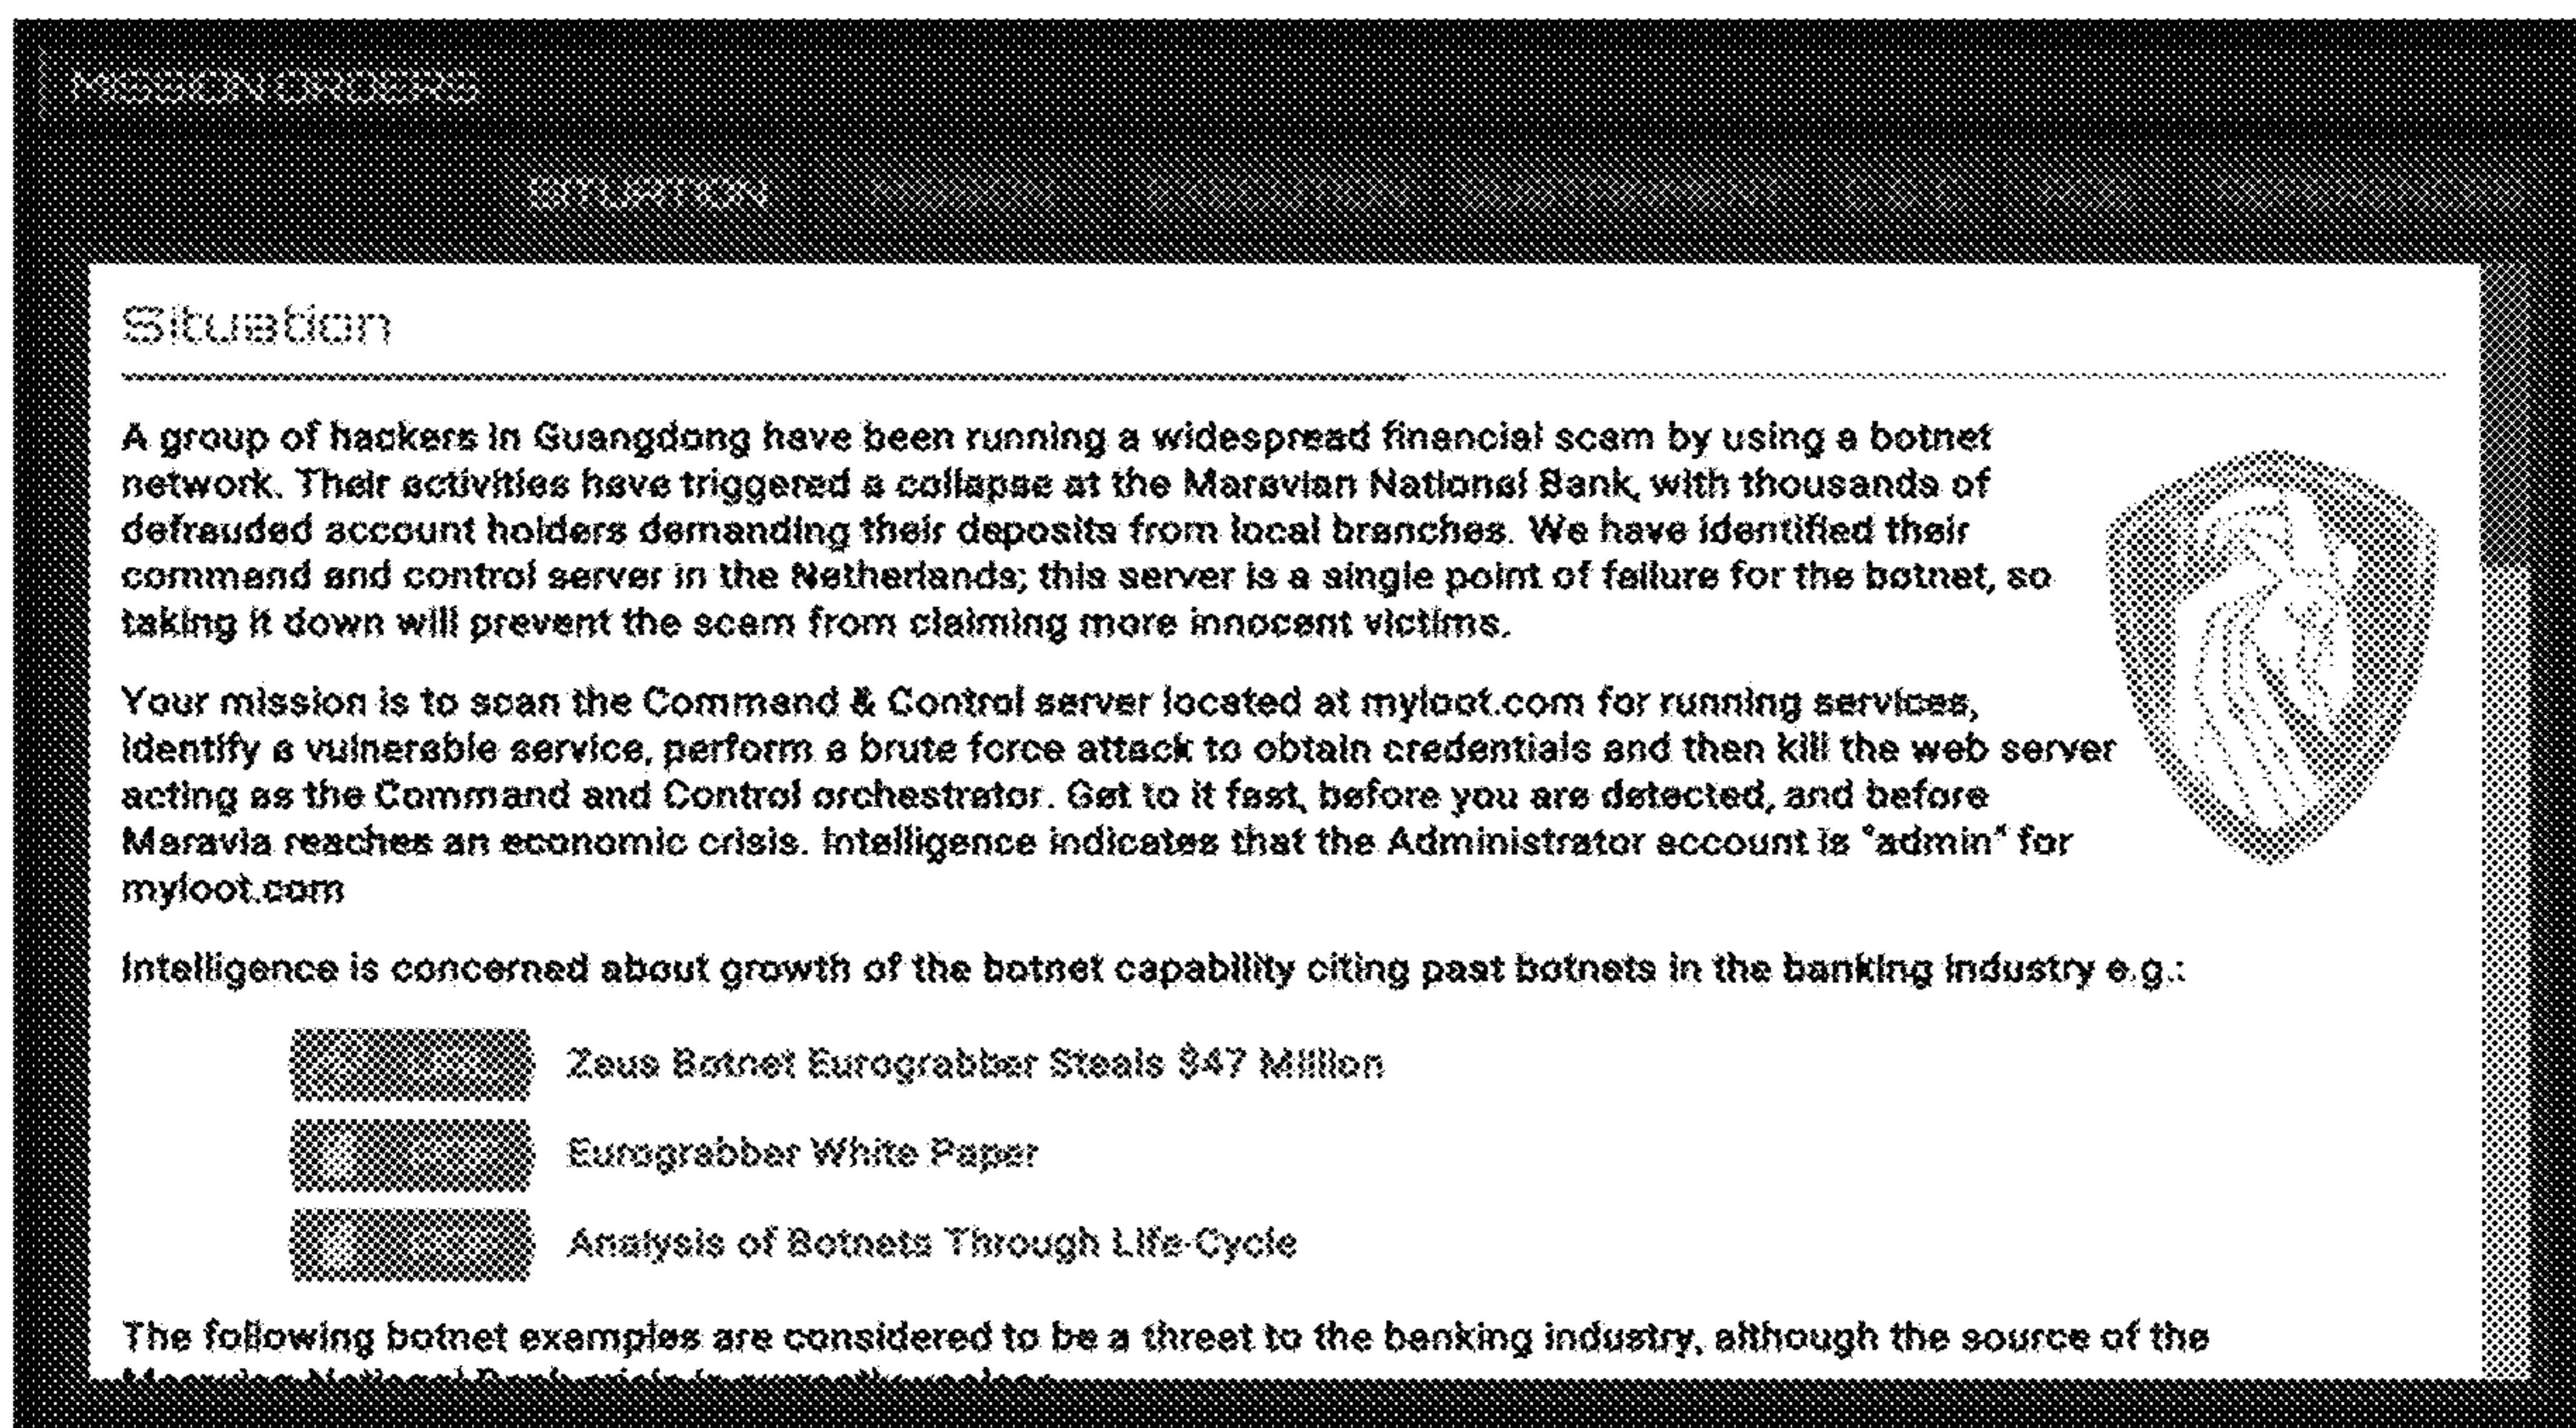 MISSION ORDERS
SITUATION MISSION EXECUTION
Situation
A group of hackers in Guangdong have been running a widespread financial scam by using a botnet
network. Their activities have triggered a collapse at the Maravian National Bank, with thousands of
defrauded account holders demanding their deposits from local branches. We have identified their
command and control server in the Netherlands; this server is a single point of failure for the botnet, so
taking it down will prevent the scam from claiming more innocent victims.
Your mission is to scan the Command & Control server located at myloot.com for running services,
identify a vulnerable service, perform a brute force attack to obtain credentials and then kill the web server
acting as the Command and Control orchestrator. Get to it fast, before you are detected, and before
Maravia reaches an economic crisis. Intelligence indicates that the Administrator account is "admin" for
myloot.com
Intelligence is concerned about growth of the botnet capability citing past botnets in the banking industry e.g.:
Zeus Botnet Eurograbber Steals $47 Million
Eurograbber White Paper
Analysis of Botnets Through Life-Cycle
The following botnet examples are considered to be a threat to the banking industry, although the source of the